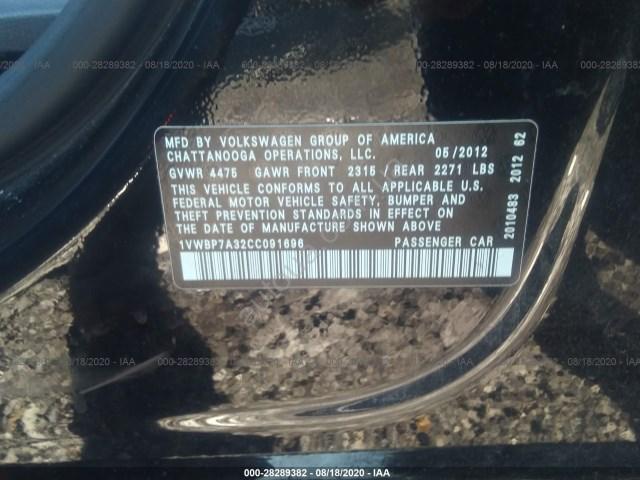 000-28289382 - 08/18/2020 - IAA
MFD BY VOLKSWAGEN GROUP OF AMERICA
CHATTANOOGA OPERATIONS, LLC. 05/2012
GVWR 4475 GAWR FRONT 2315 / REAR 2271 LBS
THIS VEHICLE CONFORMS TO ALL APPLICABLE U.S.
FEDERAL MOTOR VEHICLE SAFETY, BUMPER AND
THEFT PREVENTION STANDARDS IN EFFECT ON
THE DATE OF MANUFACTURE SHOWN ABOVE
1VWBP7A32CC091696 PASSENGER CAR
2010483 2012 62
000-28289382 - 08/18/2020 - IAA